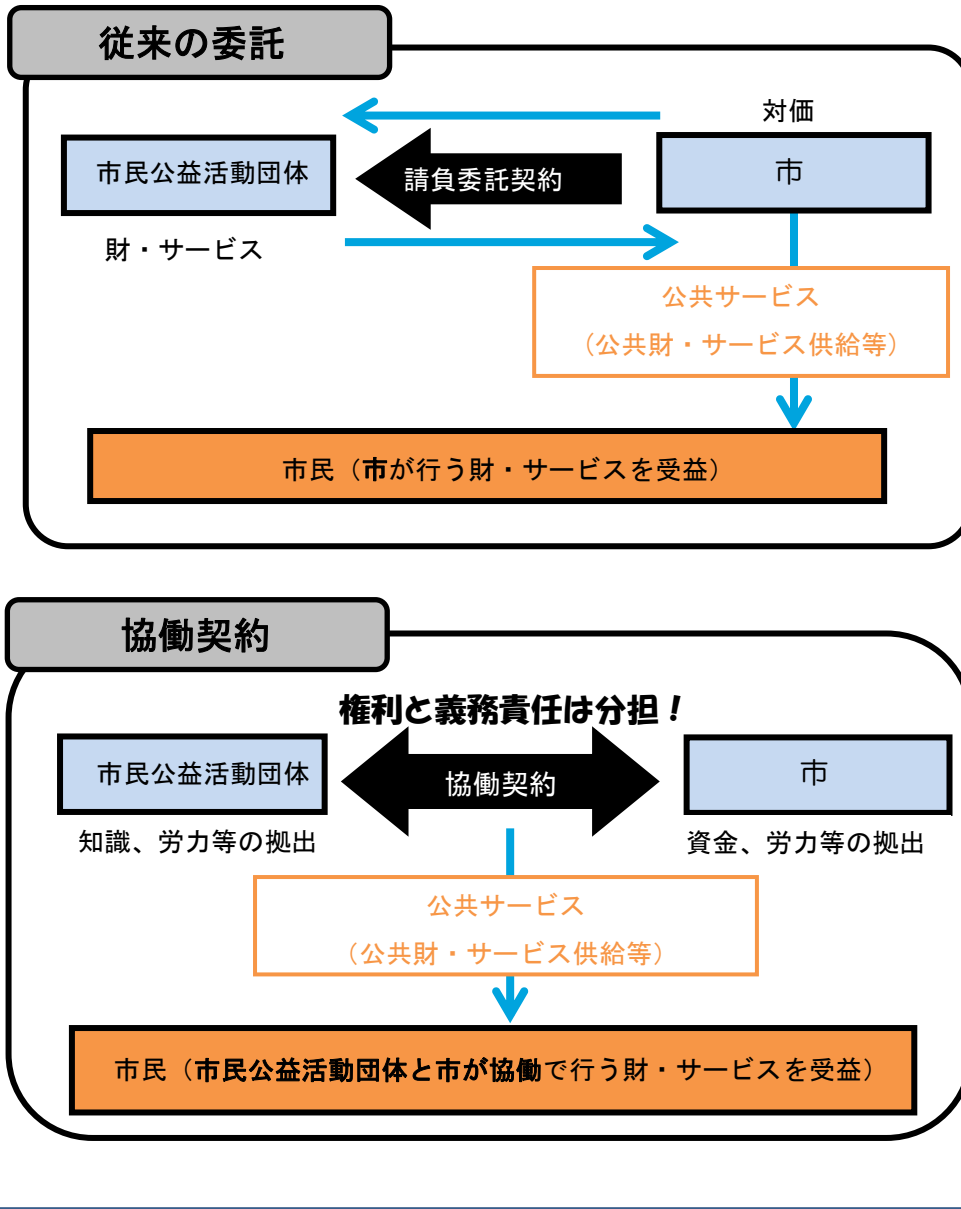 従来の委託
対価
市民公益活動団体
請負委託契約
市
財・サービス
公共サービス
（公共財・サービス供給等）
市民（市が行う財・サービスを受益）
協働契約
権利と義務責任は分担！
市民公益活動団体
協働契約
市
知識、労力等の拠出
資金、労力等の拠出
公共サービス
（公共財・サービス供給等）
市民（市民公益活動団体と市が協働で行う財・サービスを受益）